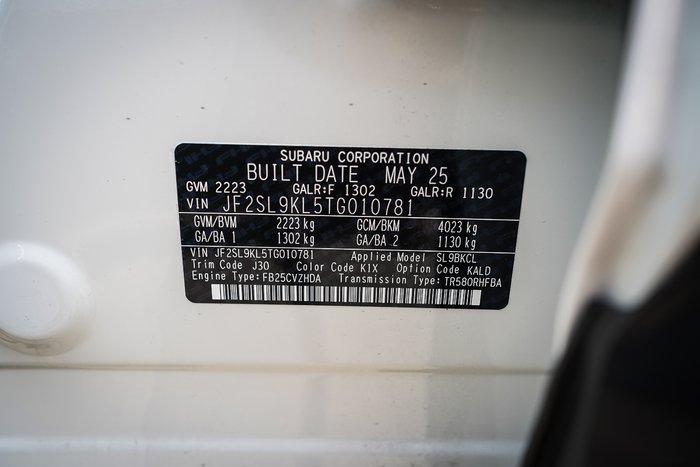 SUBARU CORPORATION
BUILT DATE MAY 25
GVM 2223 GALR:F 1302 GALR:R 1130
VIN JF2SL9KL5TG010781
GVM/BVM 2223 kg GCM/BKM 4023 kg
GA/BA 1 1302 kg GA/BA 2 1130 kg
VIN JF2SL9KL5TG010781 Applied Model SL9BKCL
Trim Code J30 Color Code K1X Option Code KALD
Engine Type:FB25CVZHDA Transmission Type:TR580RHFBA